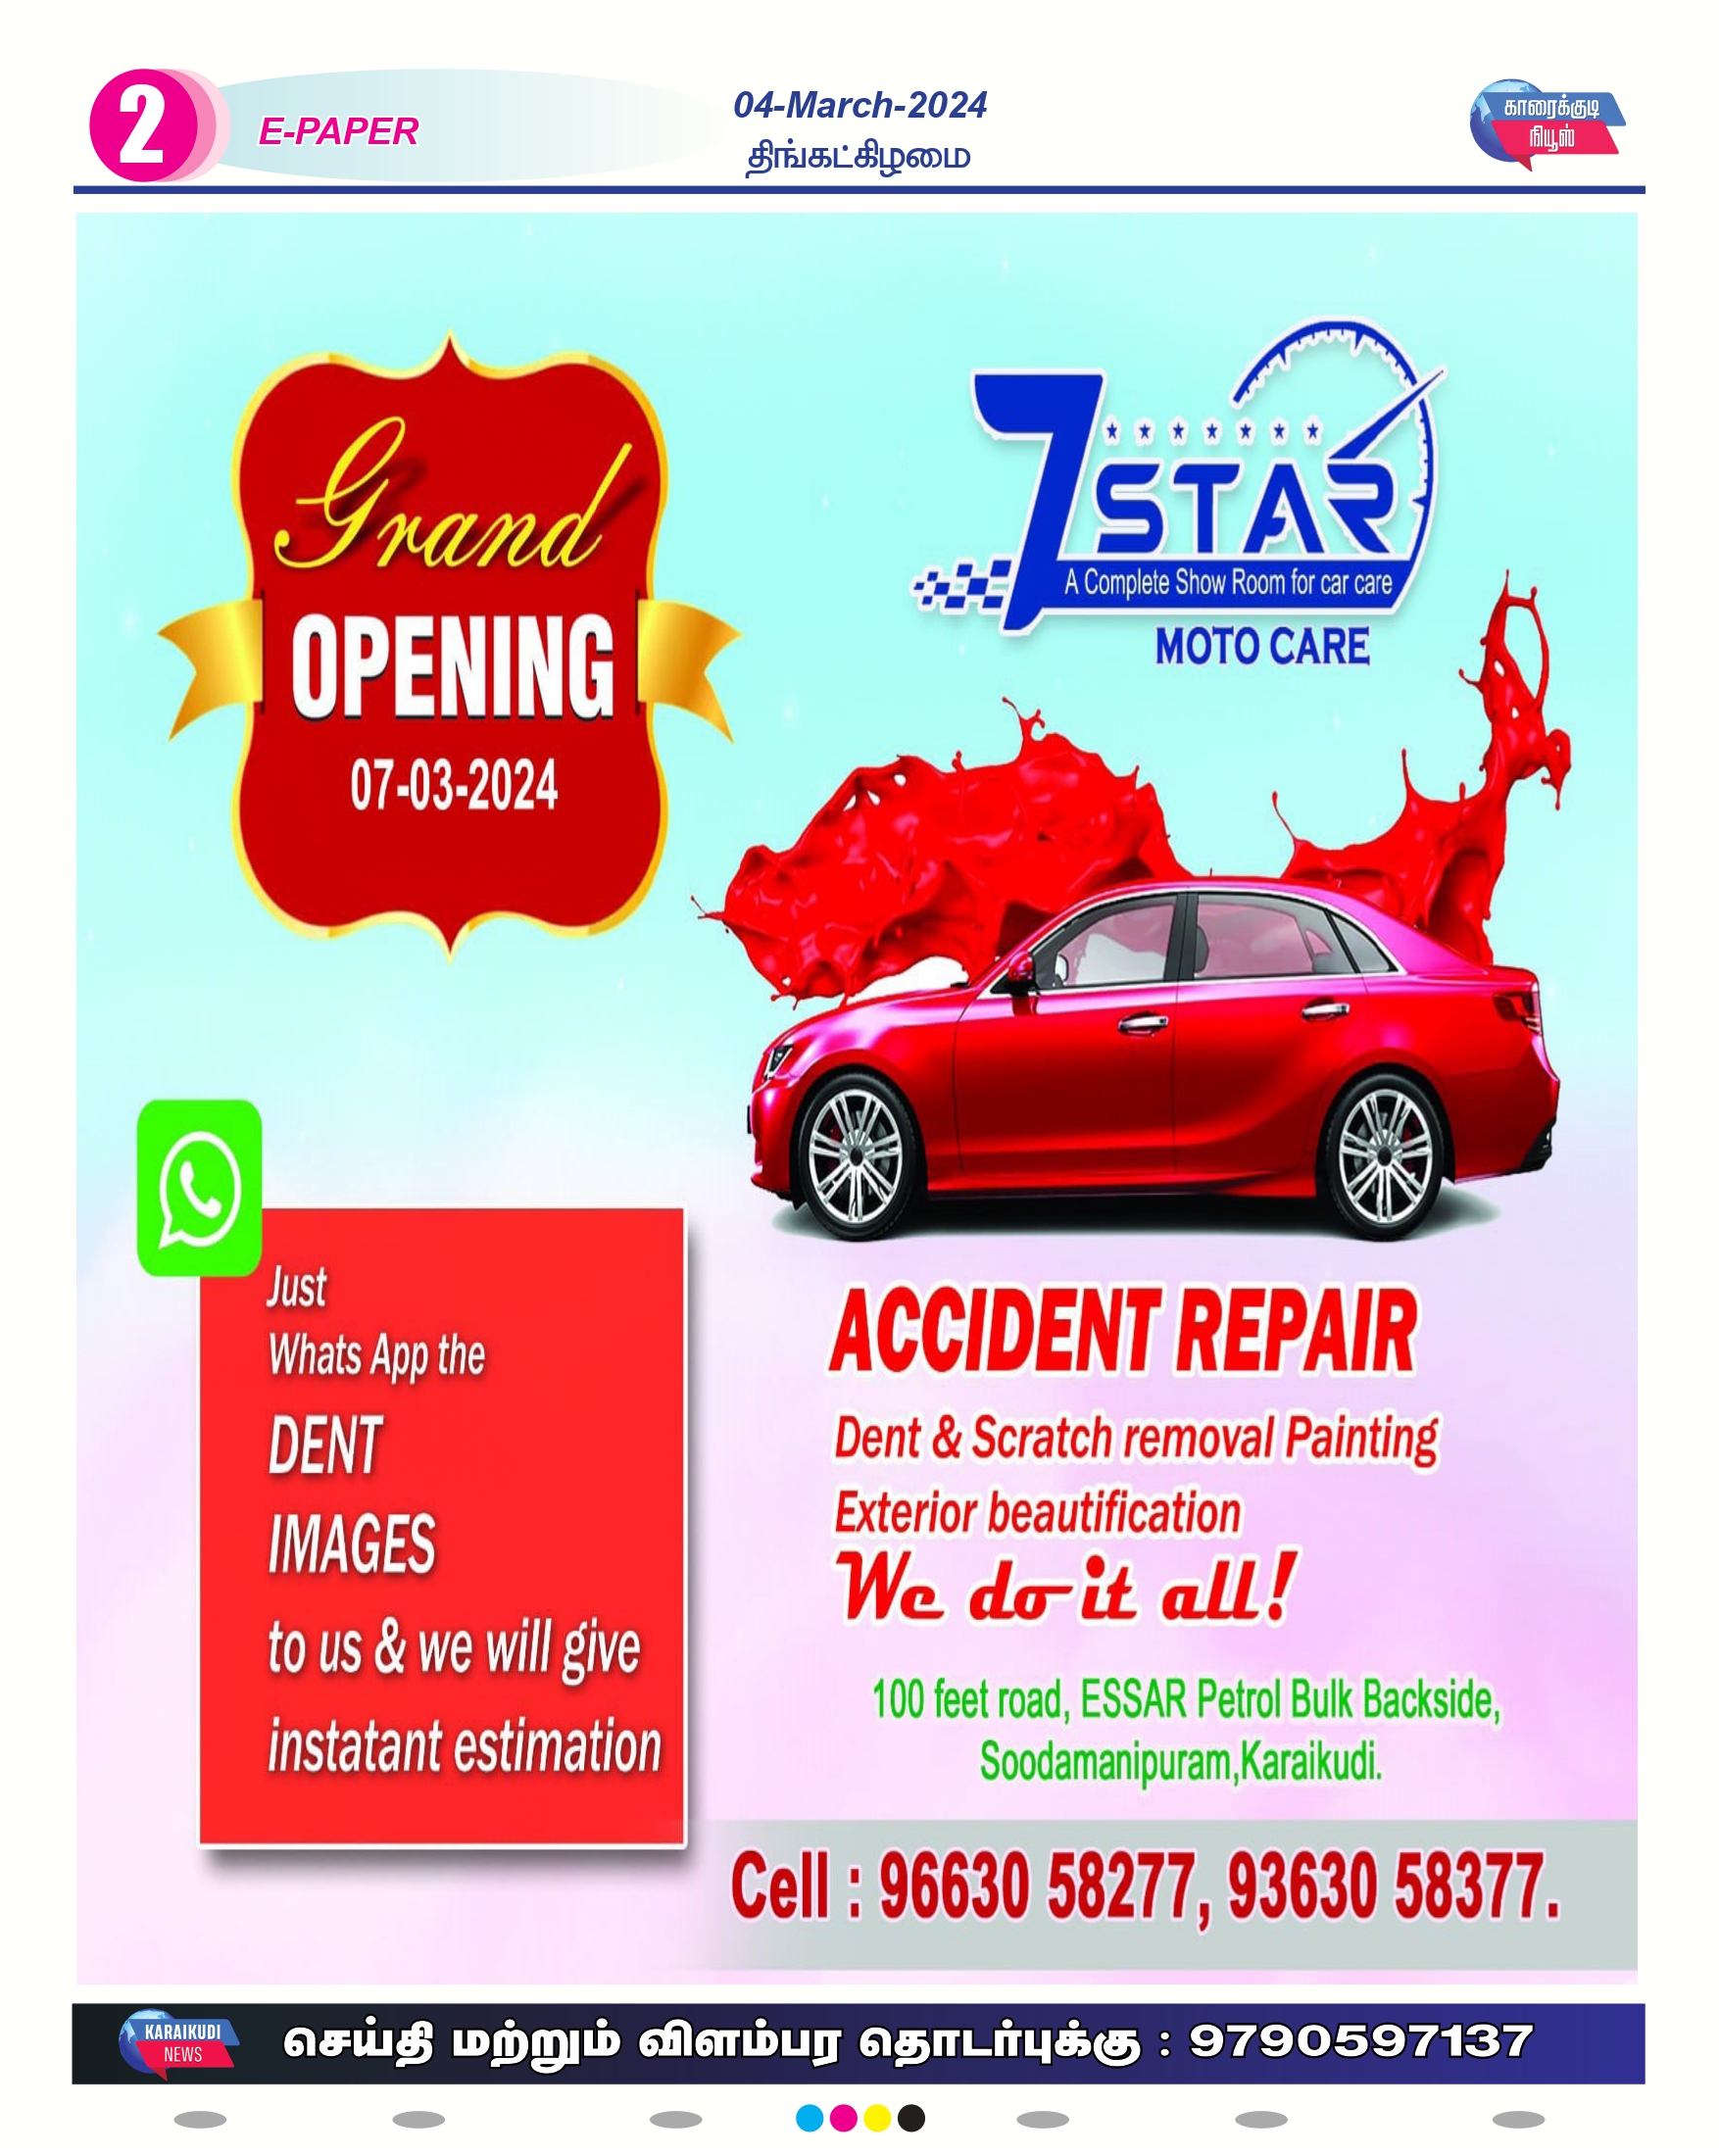 2
E-PAPER
04-March-2024
திங்கட்கிழமை
காரைக்குடி
நியூஸ்
Grand
OPENING
07-03-2024
7 STAR
A Complete Show Room for car care
MOTO CARE
Just
Whats App the
DENT
IMAGES
to us & we will give
instatant estimation
ACCIDENT REPAIR
Dent & Scratch removal Painting
Exterior beautification
We do it all!
100 feet road, ESSAR Petrol Bulk Backside,
Soodamanipuram,Karaikudi.
Cell : 96630 58277, 93630 58377.
KARAIKUDI
NEWS
செய்தி மற்றும் விளம்பர தொடர்புக்கு : 9790597137